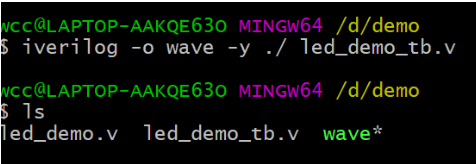 wcc@LAPTOP-AAKQE63O MINGW64 /d/demo
$ iverilog -o wave -y ./ led_demo_tb.v
wcc@LAPTOP-AAKQE63O MINGW64 /d/demo
$ ls
led_demo.v led_demo_tb.v wave*